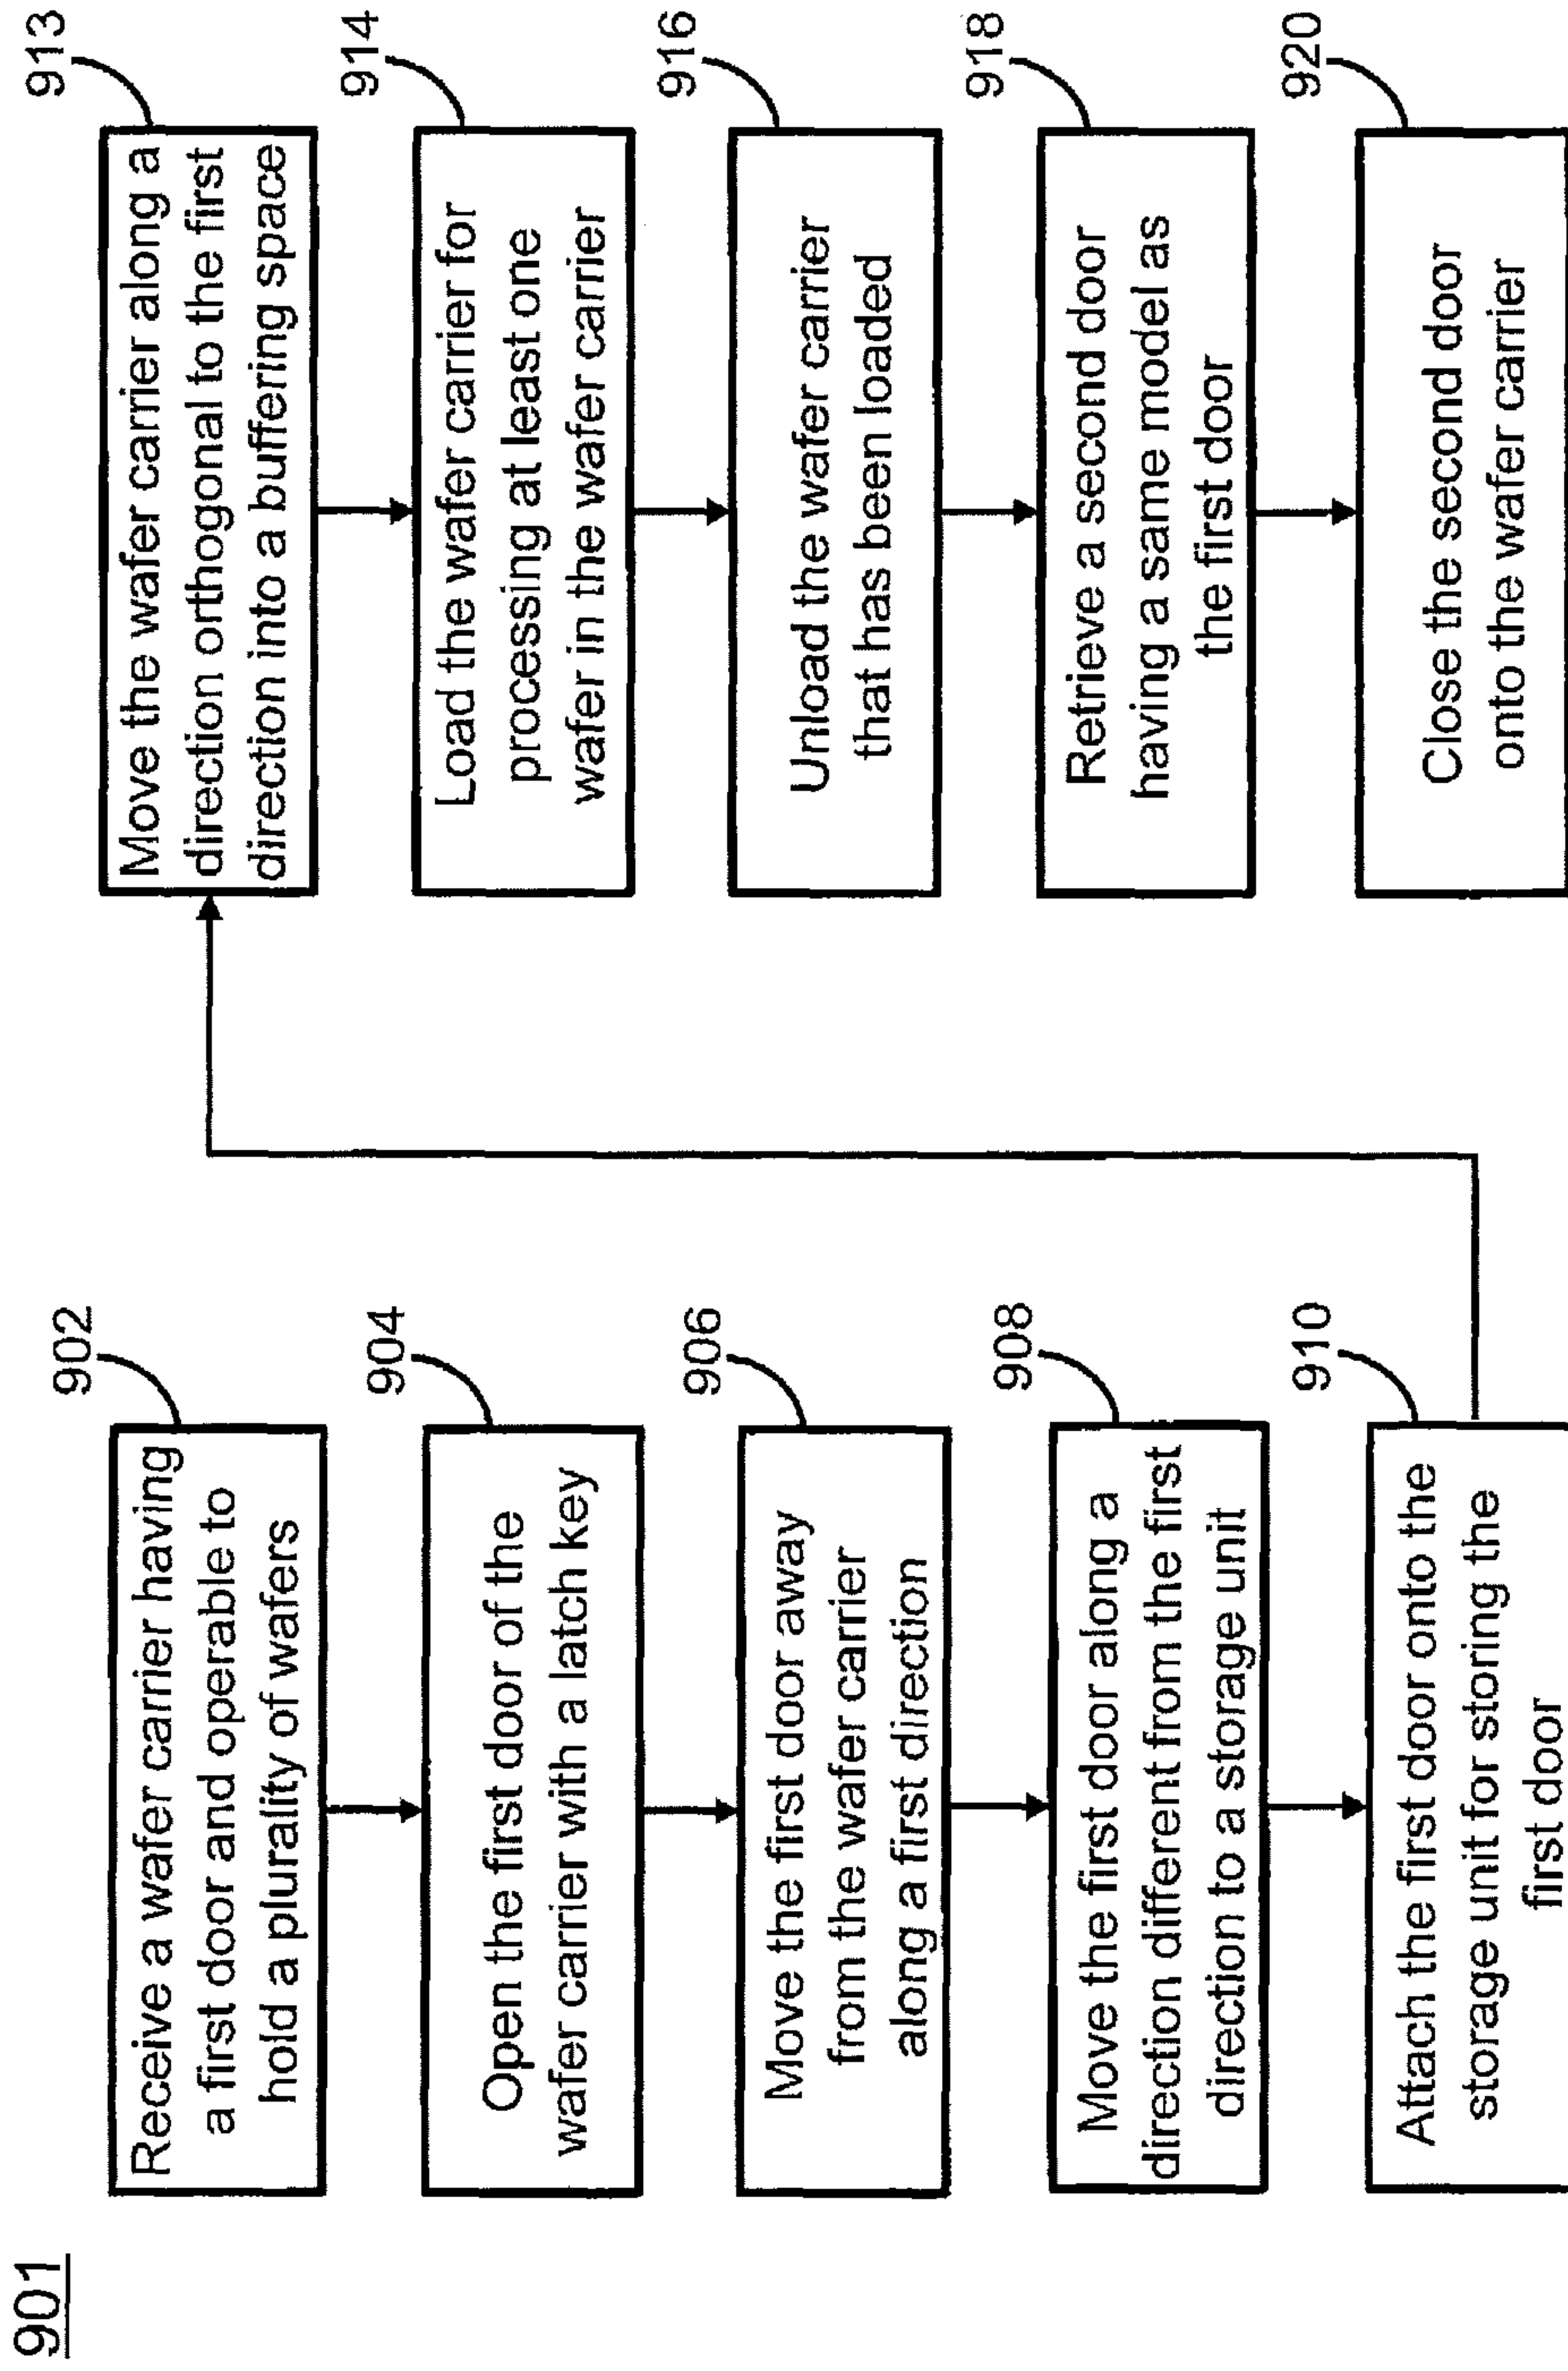 901
902
Receive a wafer carrier having
a first door and operable to
hold a plurality of wafers
904
Open the first door of the
wafer carrier with a latch key
906
Move the first door away
from the wafer carrier
along a first direction
908
Move the first door along a
direction different from the first
direction to a storage unit
910
Attach the first door onto the
storage unit for storing the
first door
913
Move the wafer carrier along a
direction orthogonal to the first
direction into a buffering space
914
Load the wafer carrier for
processing at least one
wafer in the wafer carrier
916
Unload the wafer carrier
that has been loaded
918
Retrieve a second door
having a same model as
the first door
920
Close the second door
onto the wafer carrier